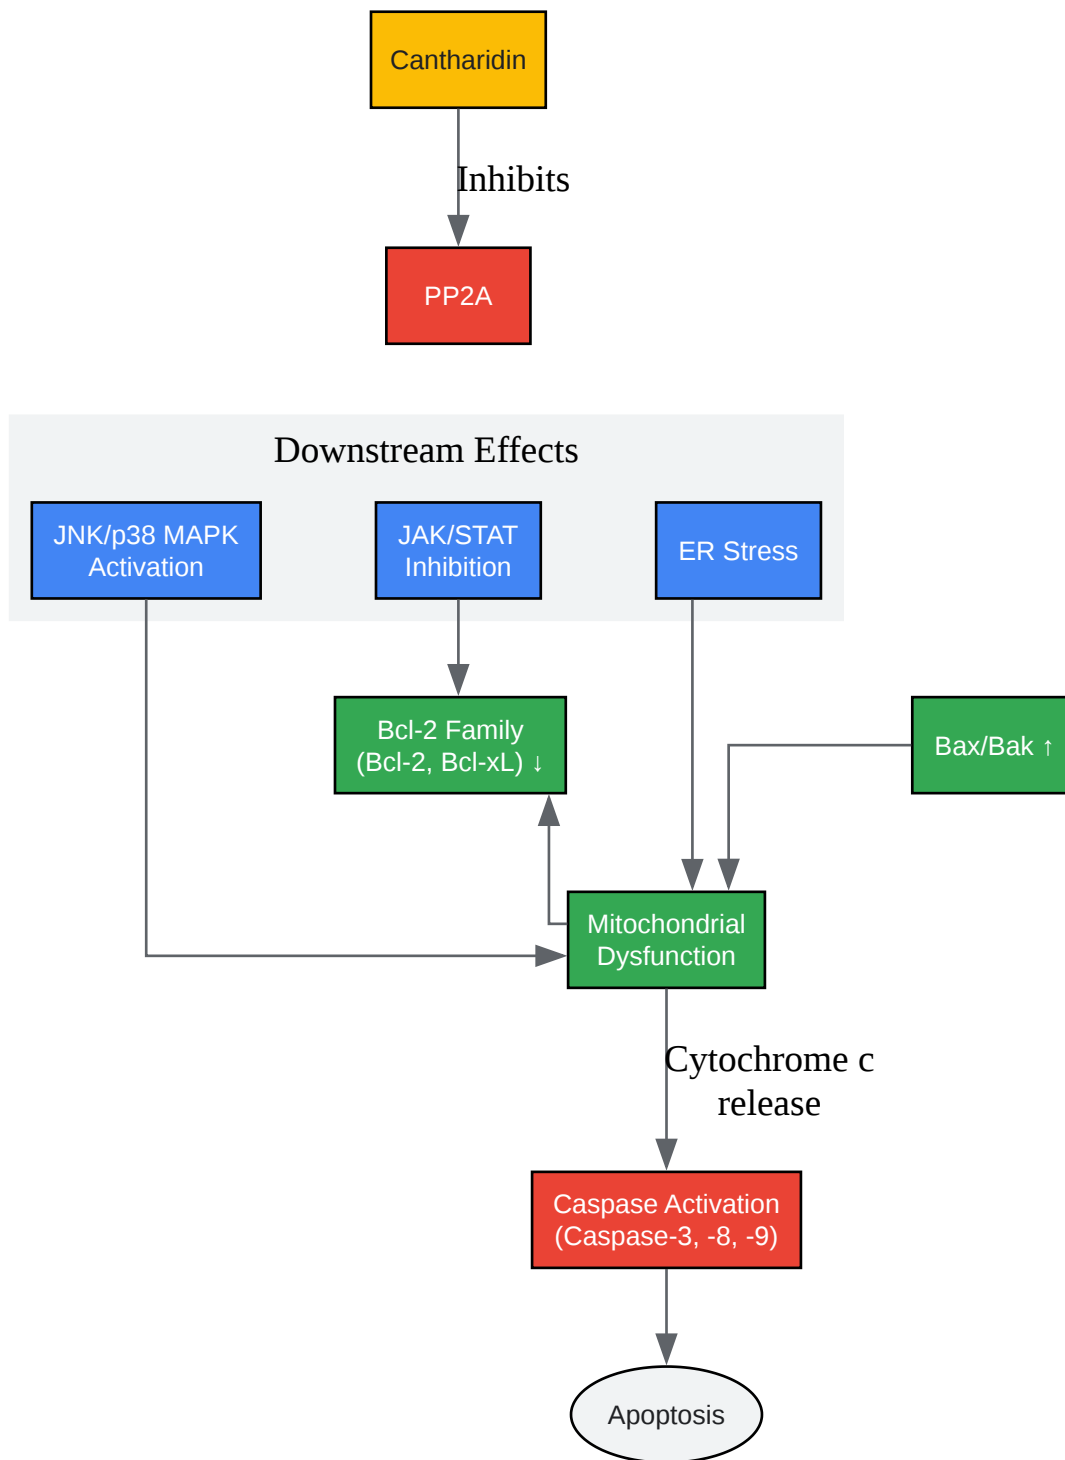 Cantharidin
Inhibits
PP2A
Downstream Effects
JNK/p38 MAPK
Activation
JAK/STAT
Inhibition
ER Stress
Bcl-2 Family
(Bcl-2, Bcl-xL) ↓
Bax/Bak ↑
Mitochondrial
Dysfunction
Cytochrome c
release
Caspase Activation
(Caspase-3, -8, -9)
Apoptosis